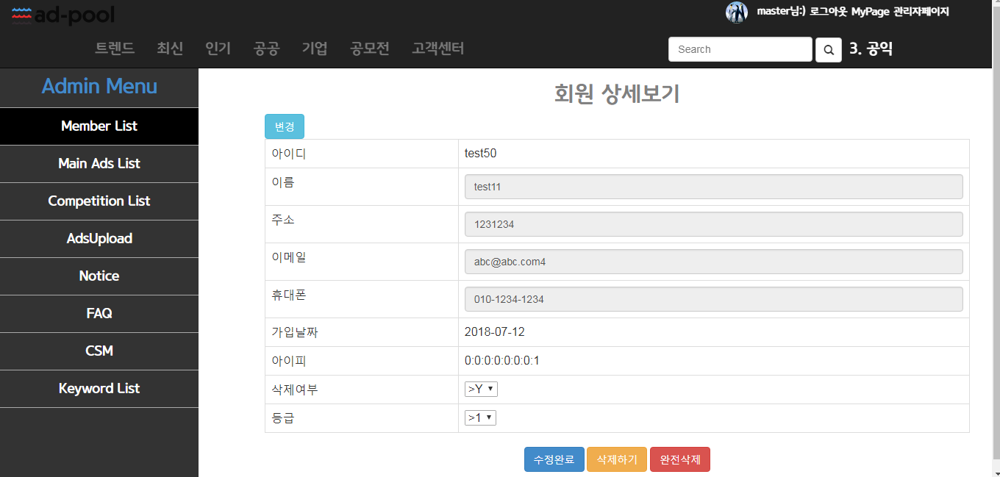 ad-pool
master님:) 로그아웃 MyPage 관리자페이지
트렌드 최신 인기 공공 기업 공모전 고객센터
Search
3. 공익
Admin Menu
Member List
Main Ads List
Competition List
AdsUpload
Notice
FAQ
CSM
Keyword List
회원 상세보기
변경
아이디 test50
이름 test11
주소 1231234
이메일 abc@abc.com4
휴대폰 010-1234-1234
가입날짜 2018-07-12
아이피 0:0:0:0:0:0:0:1
삭제여부 >Y
등급 >1
수정완료 삭제하기 완전삭제